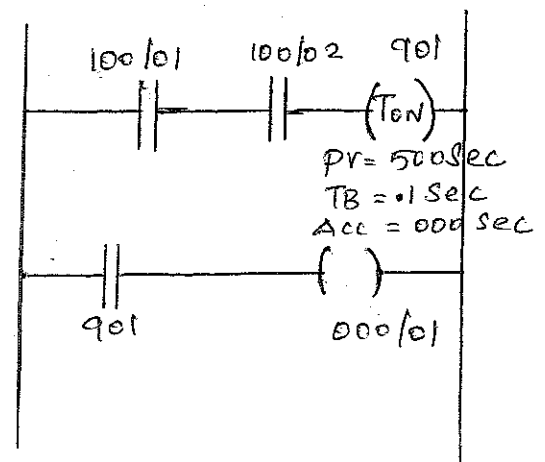 100/01 100/02 901
(TON)
PR= 500Sec
TB = .1 Sec
Acc = 000 Sec
901 000/01